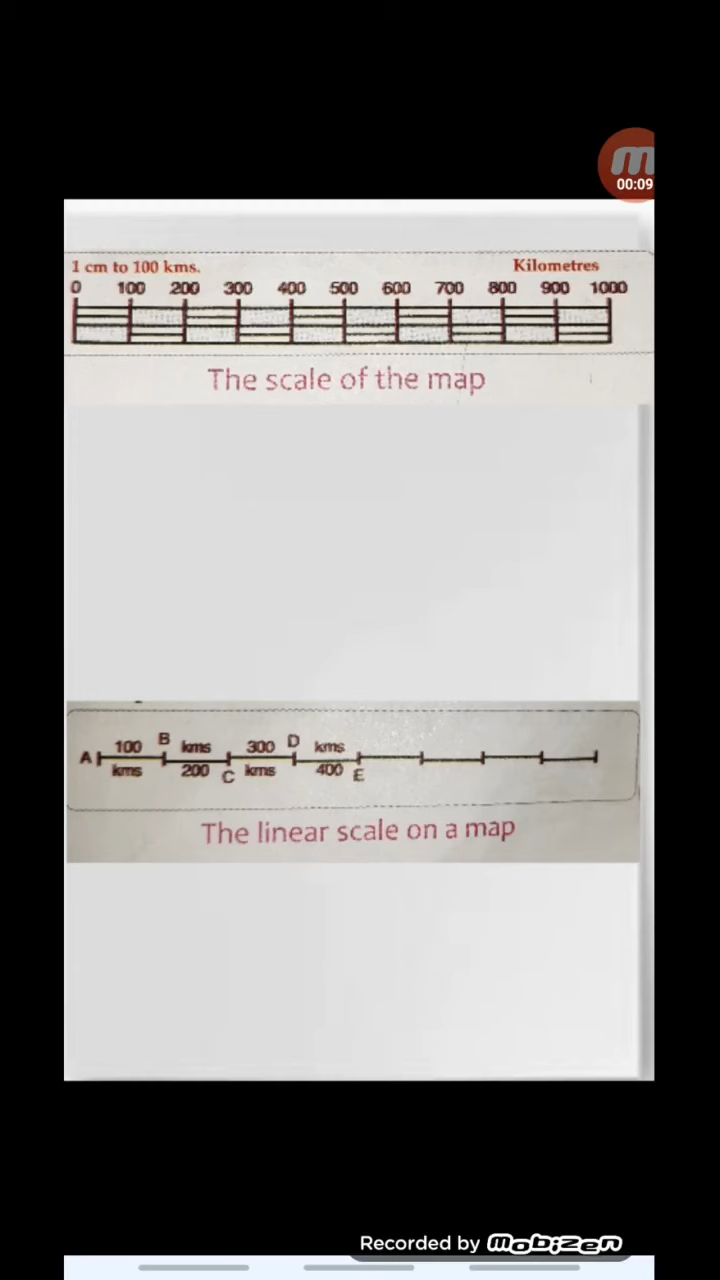 00:09
1 cm to 100 kms. Kilometres
0 100 200 300 400 500 600 700 800 900 1000
The scale of the map
A 100 B kms 300 D kms
kms 200 C kms 400 E
The linear scale on a map
Recorded by mobizen